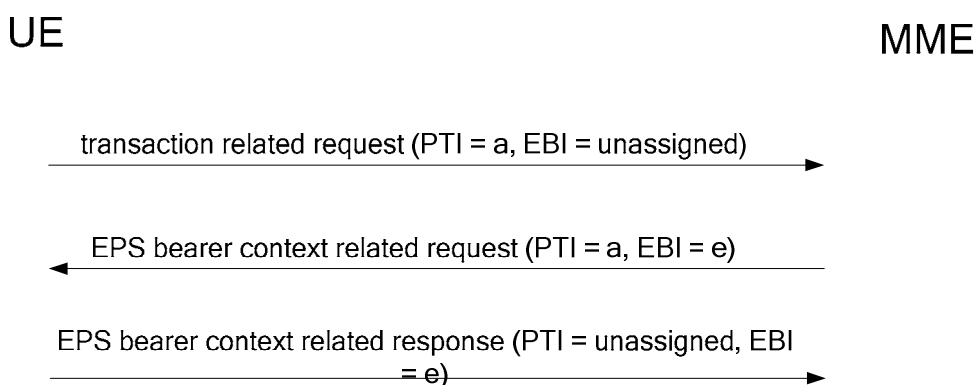 UE
MME
transaction related request (PTI = a, EBI = unassigned)
EPS bearer context related request (PTI = a, EBI = e)
EPS bearer context related response (PTI = unassigned, EBI
= e)